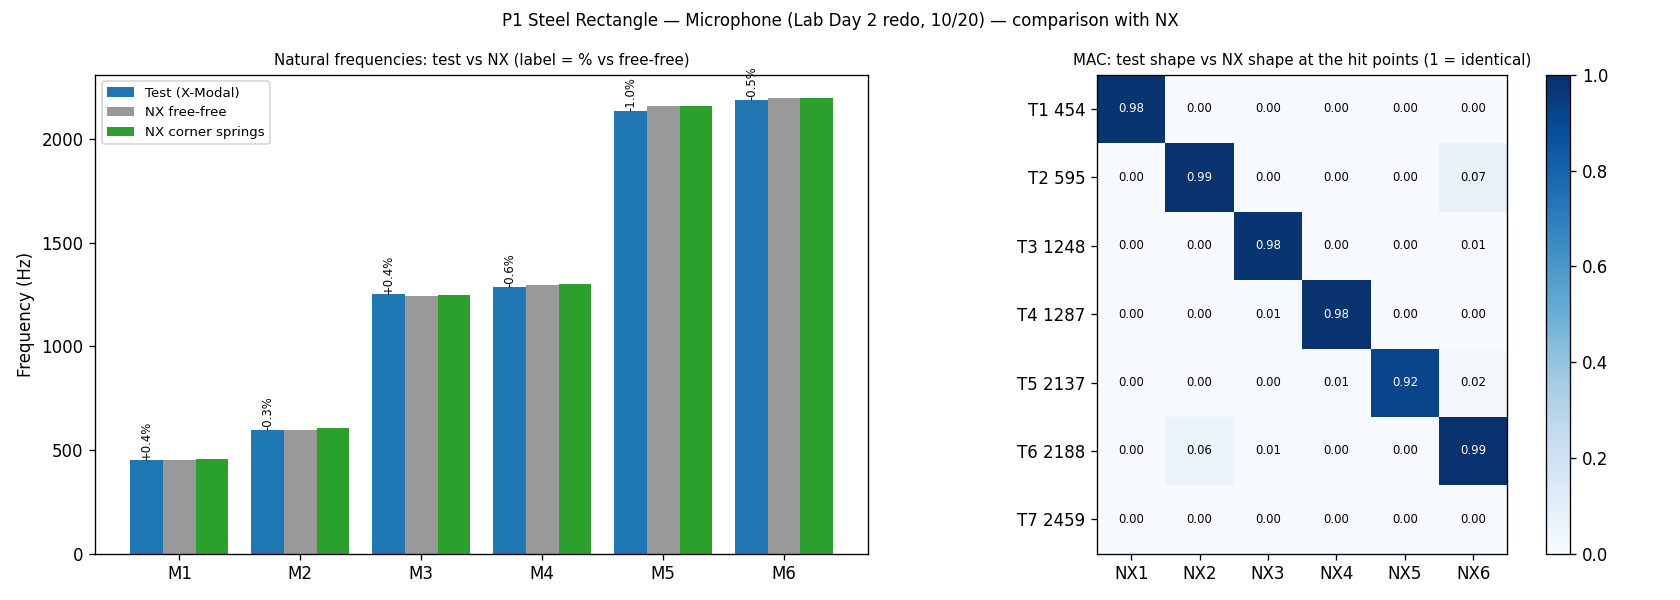 P1 Steel Rectangle — Microphone (Lab Day 2 redo, 10/20) — comparison with NX
Natural frequencies: test vs NX (label = % vs free-free)
Frequency (Hz)
2000
1500
1000
500
0
Test (X-Modal)
NX free-free
NX corner springs
+0.4%
-0.3%
+0.4%
-0.6%
-1.0%
-0.5%
M1 M2 M3 M4 M5 M6
MAC: test shape vs NX shape at the hit points (1 = identical)
T1 454 0.98 0.00 0.00 0.00 0.00 0.00
T2 595 0.00 0.99 0.00 0.00 0.00 0.07
T3 1248 0.00 0.00 0.98 0.00 0.00 0.01
T4 1287 0.00 0.00 0.01 0.98 0.00 0.00
T5 2137 0.00 0.00 0.00 0.01 0.92 0.02
T6 2188 0.00 0.06 0.01 0.00 0.00 0.99
T7 2459 0.00 0.00 0.00 0.00 0.00 0.00
NX1 NX2 NX3 NX4 NX5 NX6
1.0
0.8
0.6
0.4
0.2
0.0